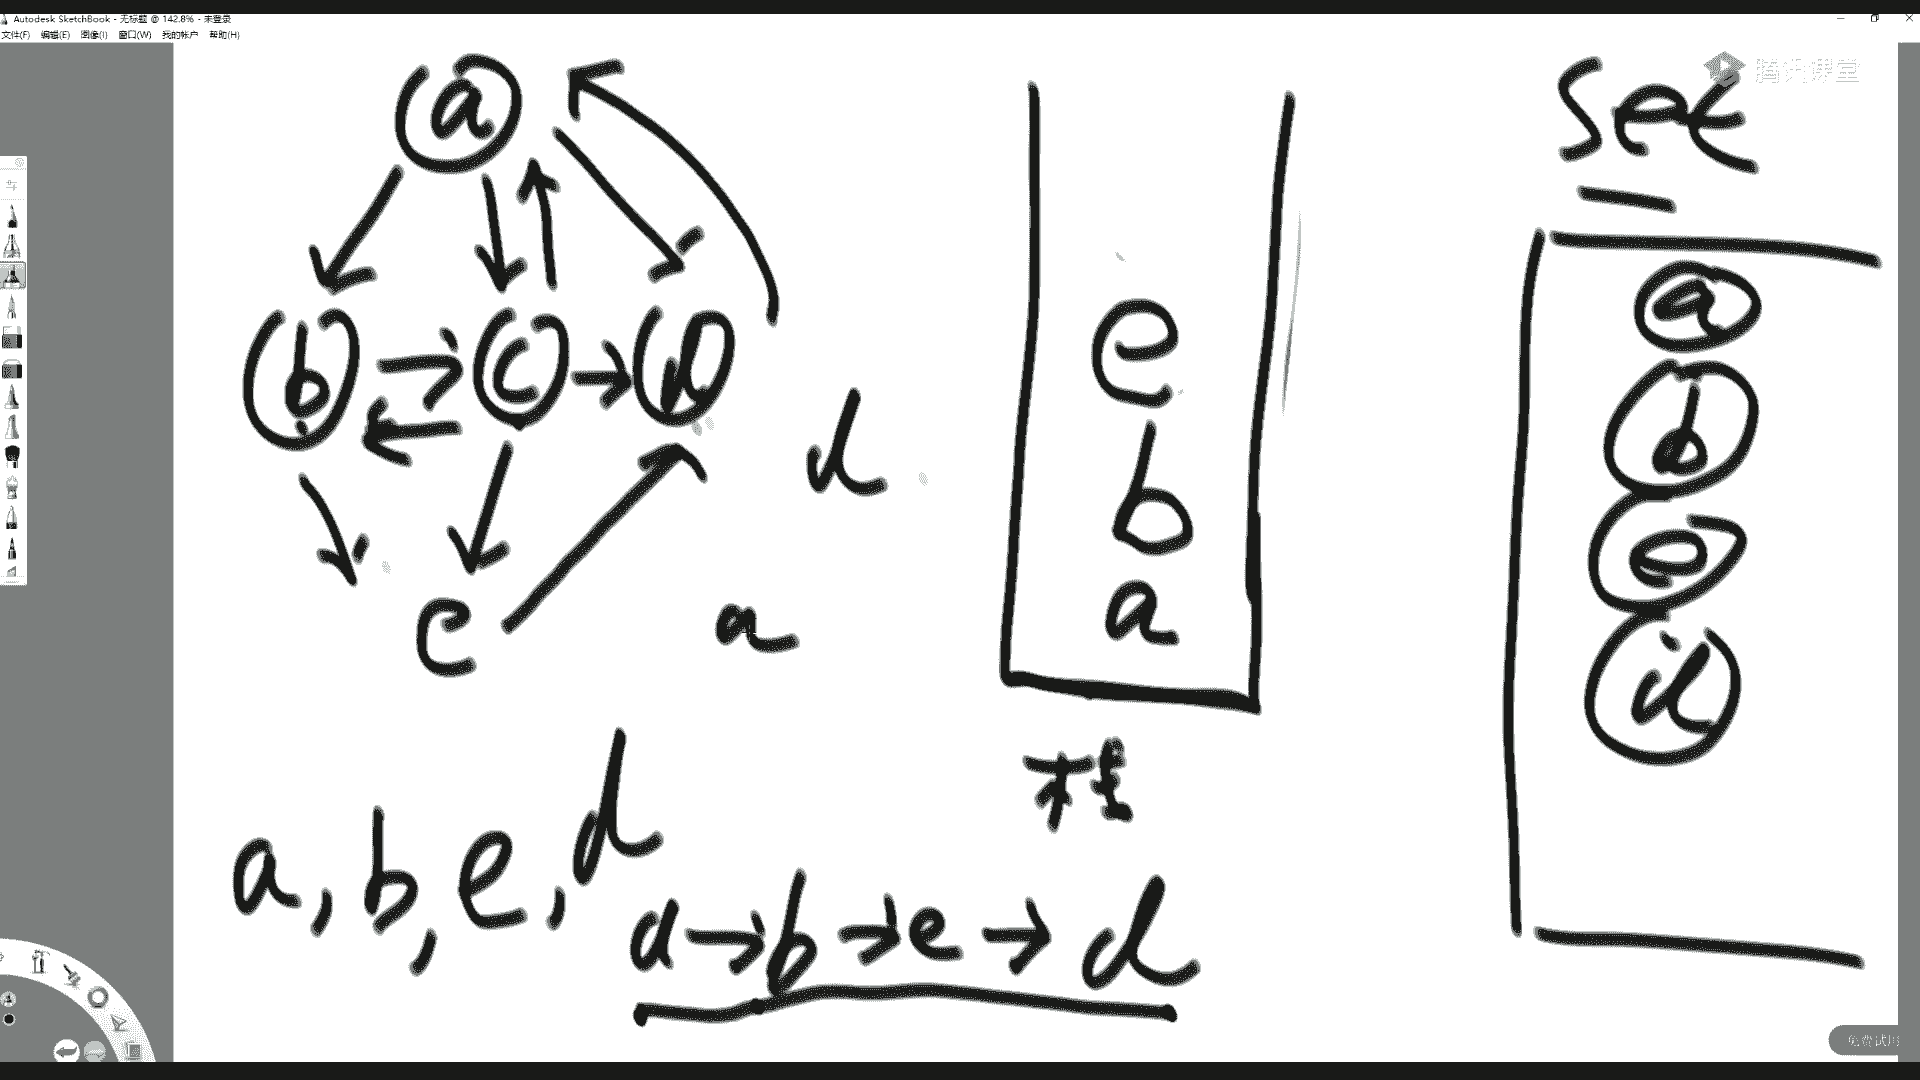 Autodesk SketchBook - 无标题 @ 142.8% - 未登录
文件(F) 编辑(E) 图像(I) 窗口(W) 我的帐户 帮助(H)
腾讯课堂
set
a
b c d
e
d
a
e
b
a
栈
a
b
e
d
a, b, e, d
a→b→e→d
免费试用